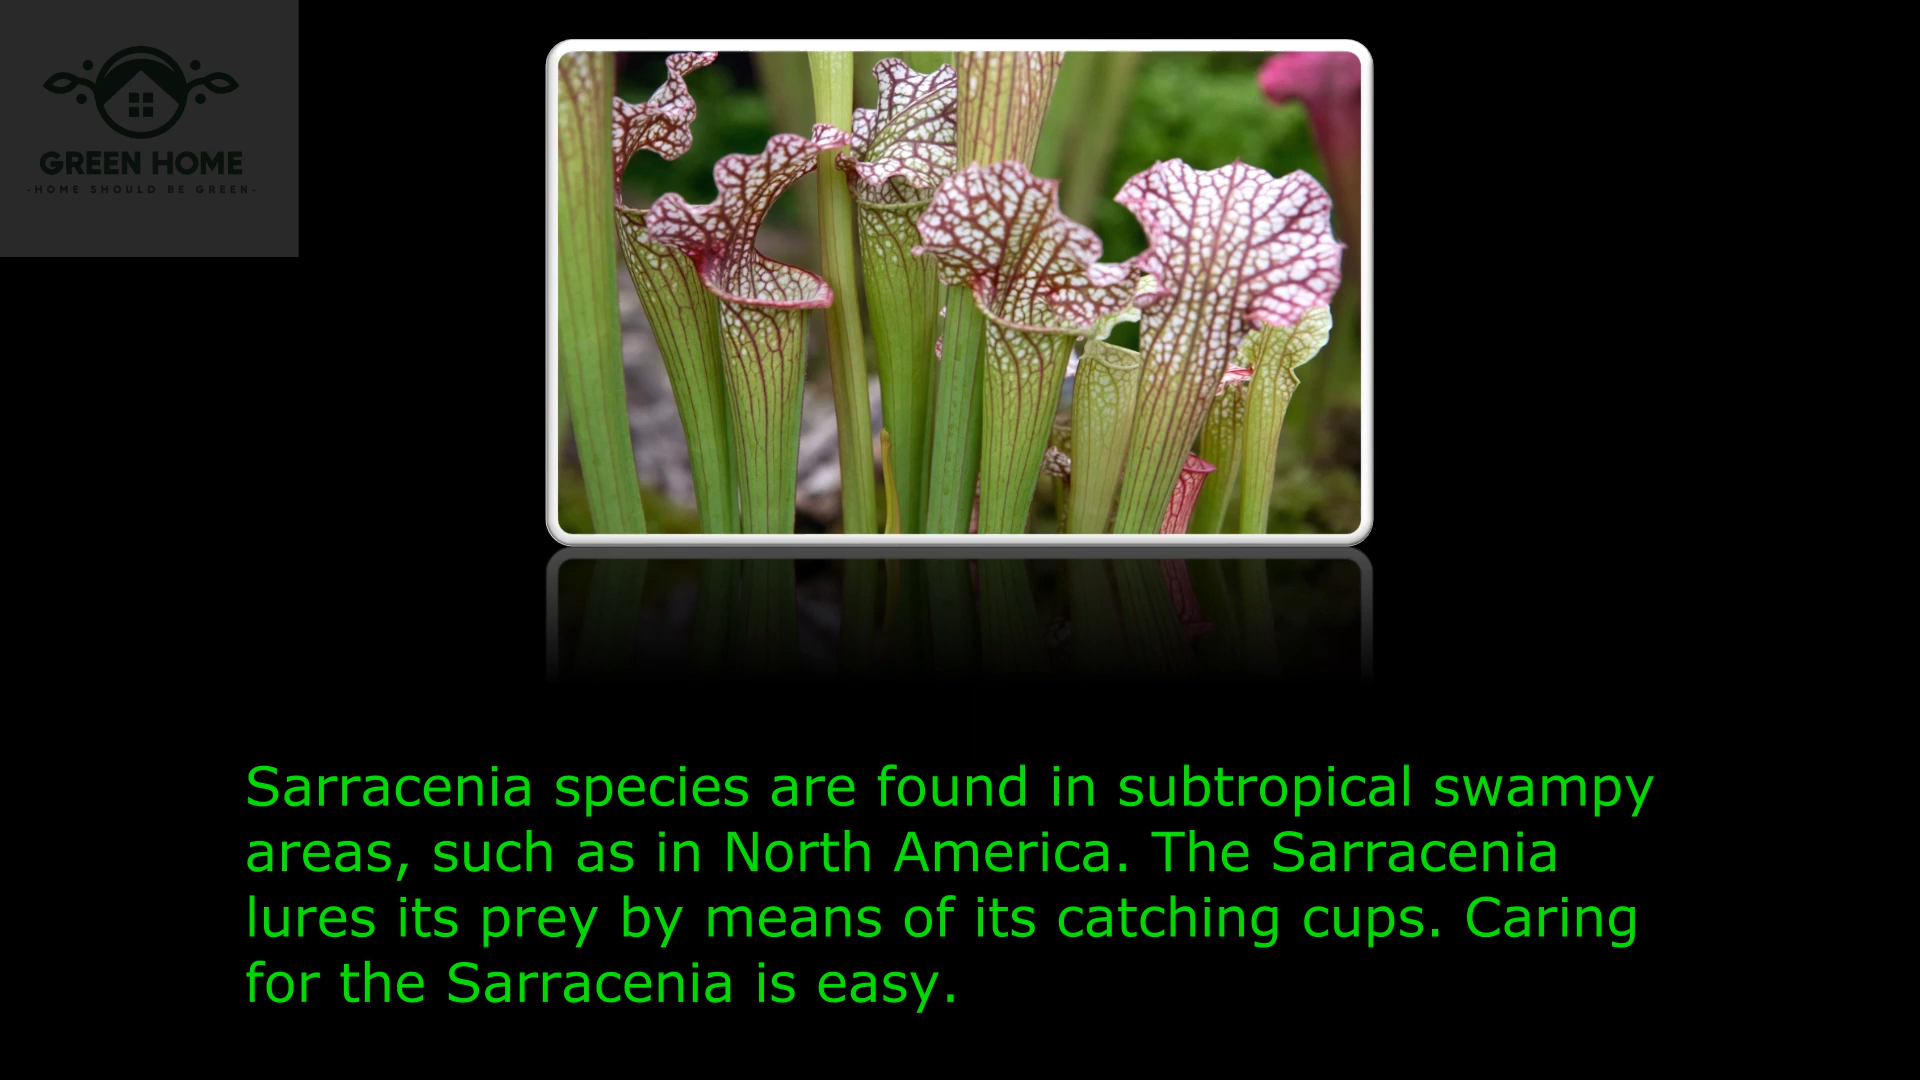 GREEN HOME
-HOME SHOULD BE GREEN-
Sarracenia species are found in subtropical swampy
areas, such as in North America. The Sarracenia
lures its prey by means of its catching cups. Caring
for the Sarracenia is easy.